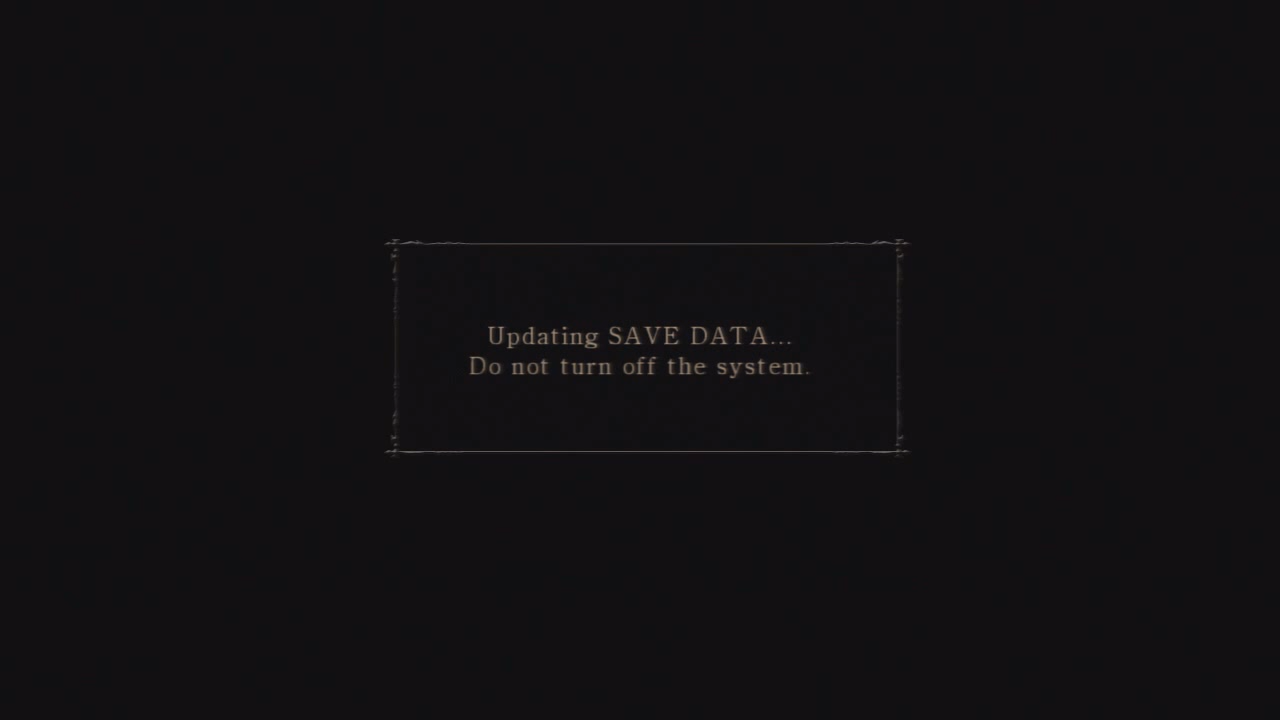 Updating SAVE DATA...
Do not turn off the system.